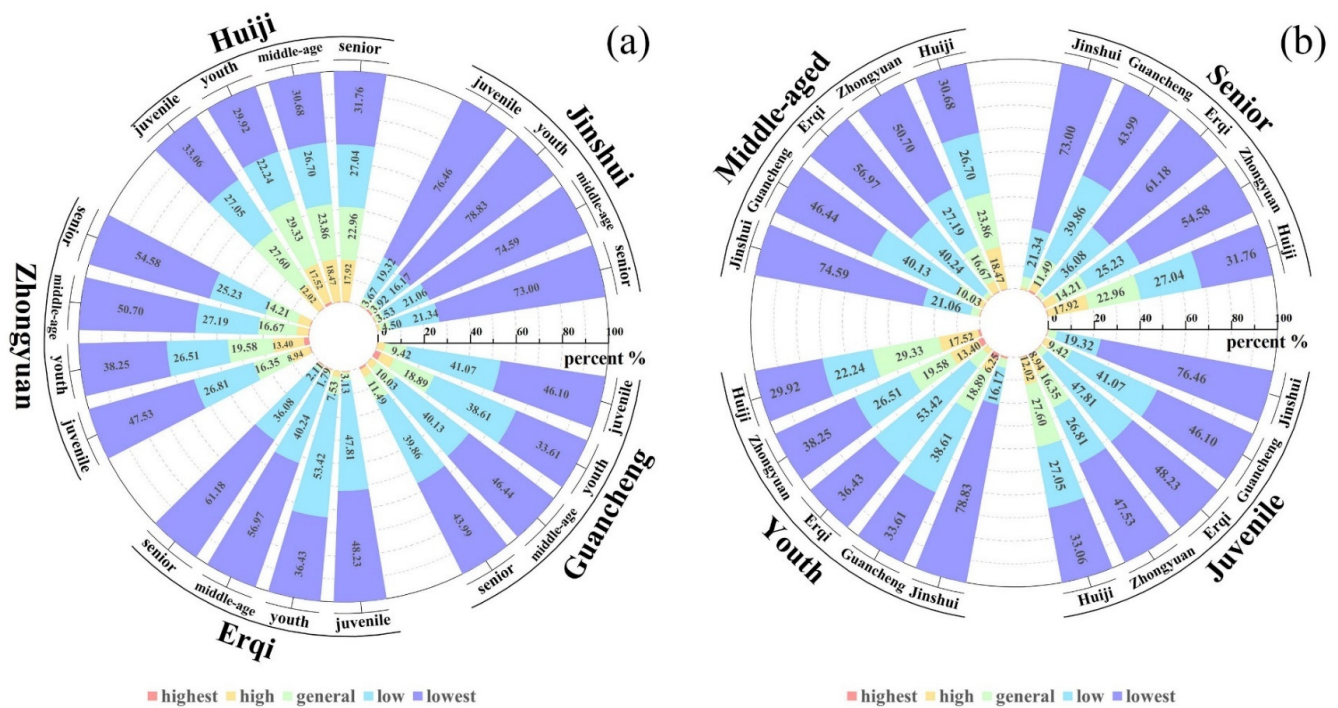 (a)
Huiji
juvenile
youth
middle-age
senior
33.06
27.05
27.60
12.02
29.92
22.24
29.33
17.52
30.68
26.70
23.86
18.47
31.76
27.04
22.96
17.92
Jinshui
juvenile
youth
middle-age
senior
76.46
19.32
78.83
16.17
74.59
21.06
73.00
21.34
4.50
0
20
40
60
80
100
percent %
Guancheng
juvenile
youth
middle-age
senior
9.42
41.07
46.10
18.89
38.61
33.61
10.03
40.13
46.44
11.49
39.86
43.99
Erqi
juvenile
youth
middle-age
senior
3.13
47.81
48.23
7.53
53.42
36.43
1.79
40.24
56.97
2.11
36.08
61.18
Zhongyuan
juvenile
youth
middle-age
senior
47.53
26.81
16.35
8.94
38.25
26.51
19.58
13.40
50.70
27.19
16.67
54.58
25.23
14.21
highest
high
general
low
lowest
(b)
Middle-aged
Jinshui
Guancheng
Erqi
Zhongyuan
Huiji
74.59
21.06
46.44
40.13
10.03
56.97
40.24
50.70
27.19
16.67
30.68
26.70
23.86
18.47
Senior
Jinshui
Guancheng
Erqi
Zhongyuan
Huiji
73.00
21.34
43.99
39.86
11.49
61.18
36.08
54.58
25.23
14.21
31.76
27.04
22.96
17.92
0
20
40
60
80
100
percent %
Juvenile
Jinshui
Guancheng
Erqi
Zhongyuan
Huiji
19.32
76.46
9.42
41.07
46.10
47.81
48.23
8.94
16.35
26.81
47.53
12.02
27.60
27.05
33.06
Youth
Jinshui
Guancheng
Erqi
Zhongyuan
Huiji
16.17
78.83
18.89
38.61
33.61
53.42
36.43
13.40
19.58
26.51
38.25
17.52
29.33
22.24
29.92
highest
high
general
low
lowest